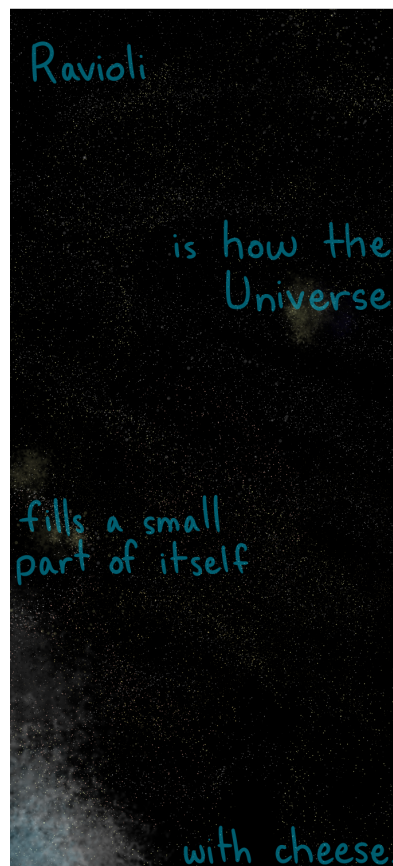 Ravioli
is how the
Universe
fills a small
part of itself
with cheese